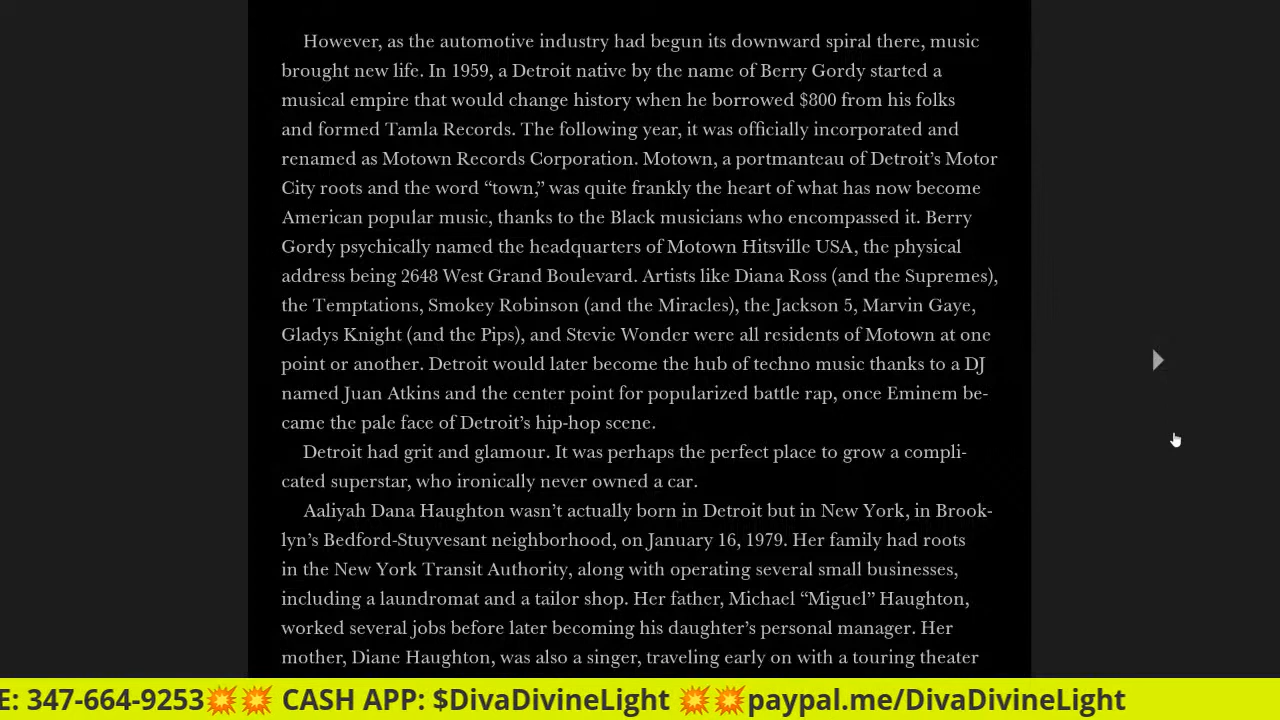 However, as the automotive industry had begun its downward spiral there, music
brought new life. In 1959, a Detroit native by the name of Berry Gordy started a
musical empire that would change history when he borrowed $800 from his folks
and formed Tamla Records. The following year, it was officially incorporated and
renamed as Motown Records Corporation. Motown, a portmanteau of Detroit’s Motor
City roots and the word “town,” was quite frankly the heart of what has now become
American popular music, thanks to the Black musicians who encompassed it. Berry
Gordy psychically named the headquarters of Motown Hitsville USA, the physical
address being 2648 West Grand Boulevard. Artists like Diana Ross (and the Supremes),
the Temptations, Smokey Robinson (and the Miracles), the Jackson 5, Marvin Gaye,
Gladys Knight (and the Pips), and Stevie Wonder were all residents of Motown at one
point or another. Detroit would later become the hub of techno music thanks to a DJ
named Juan Atkins and the center point for popularized battle rap, once Eminem be-
came the pale face of Detroit’s hip-hop scene.
Detroit had grit and glamour. It was perhaps the perfect place to grow a compli-
cated superstar, who ironically never owned a car.
Aaliyah Dana Haughton wasn’t actually born in Detroit but in New York, in Brook-
lyn’s Bedford-Stuyvesant neighborhood, on January 16, 1979. Her family had roots
in the New York Transit Authority, along with operating several small businesses,
including a laundromat and a tailor shop. Her father, Michael “Miguel” Haughton,
worked several jobs before later becoming his daughter’s personal manager. Her
mother, Diane Haughton, was also a singer, traveling early on with a touring theater
E: 347-664-9253💥💥 CASH APP: $DivaDivineLight 💥💥paypal.me/DivaDivineLight